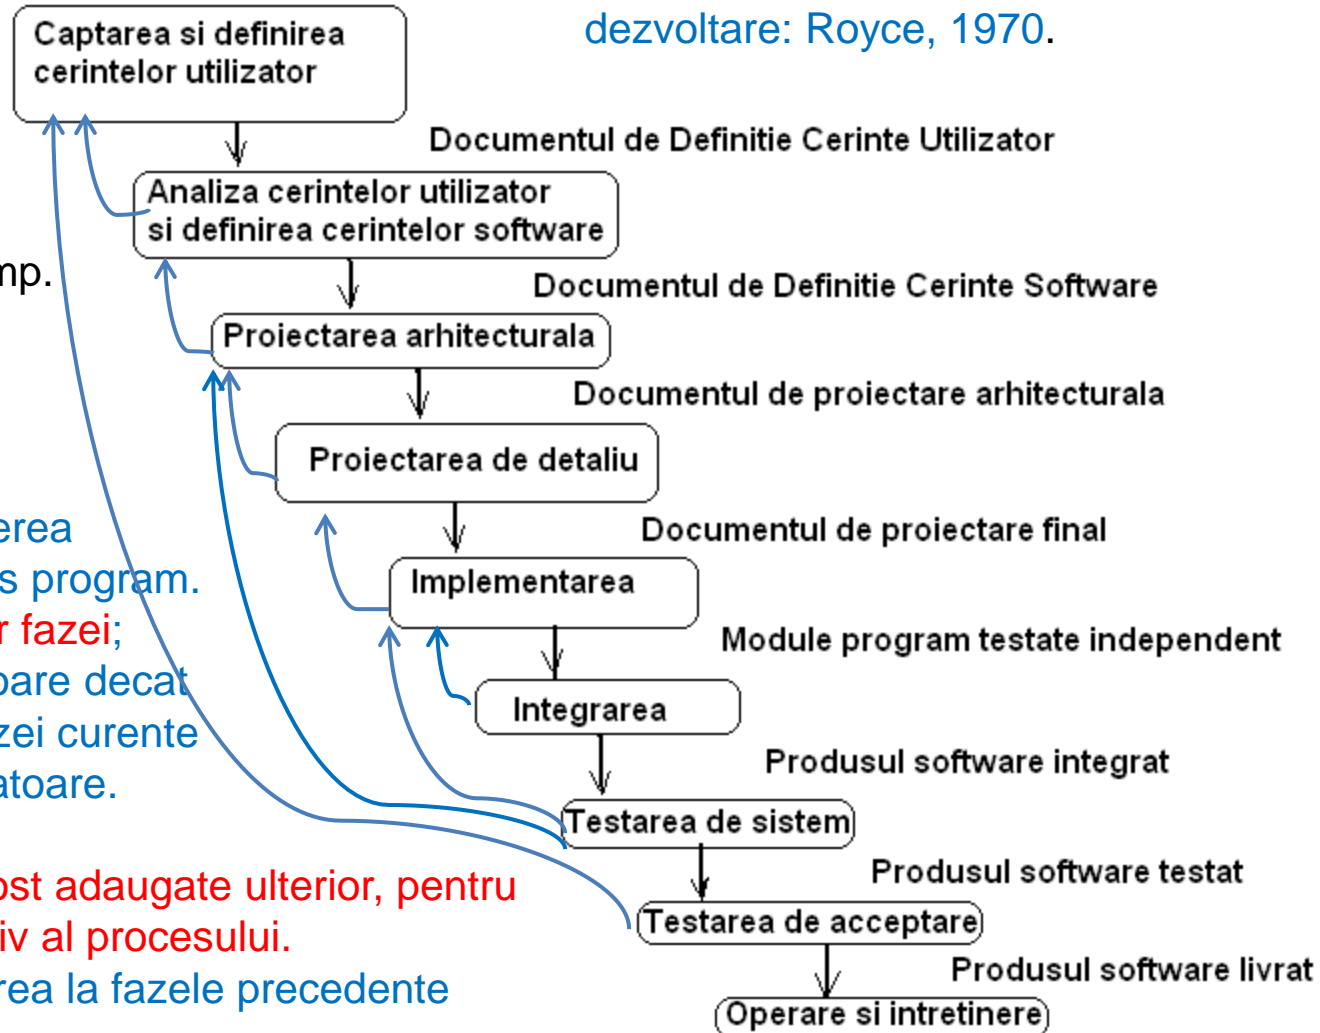 dezvoltare: Royce, 1970.
Captarea si definirea
cerintelor utilizator
Documentul de Definitie Cerinte Utilizator
Analiza cerintelor utilizator
si definirea cerintelor software
mp.
Documentul de Definitie Cerinte Software
Proiectarea arhitecturala
Documentul de proiectare arhitecturala
Proiectarea de detaliu
erea
Documentul de proiectare final
s program.
Implementarea
r fazei;
Module program testate independent
oare decat
Integrarea
zei curente
Produsul software integrat
atoare.
Testarea de sistem
Produsul software testat
ost adaugate ulterior, pentru
Testarea de acceptare
iv al procesului.
Produsul software livrat
rea la fazele precedente
Operare si intretinere